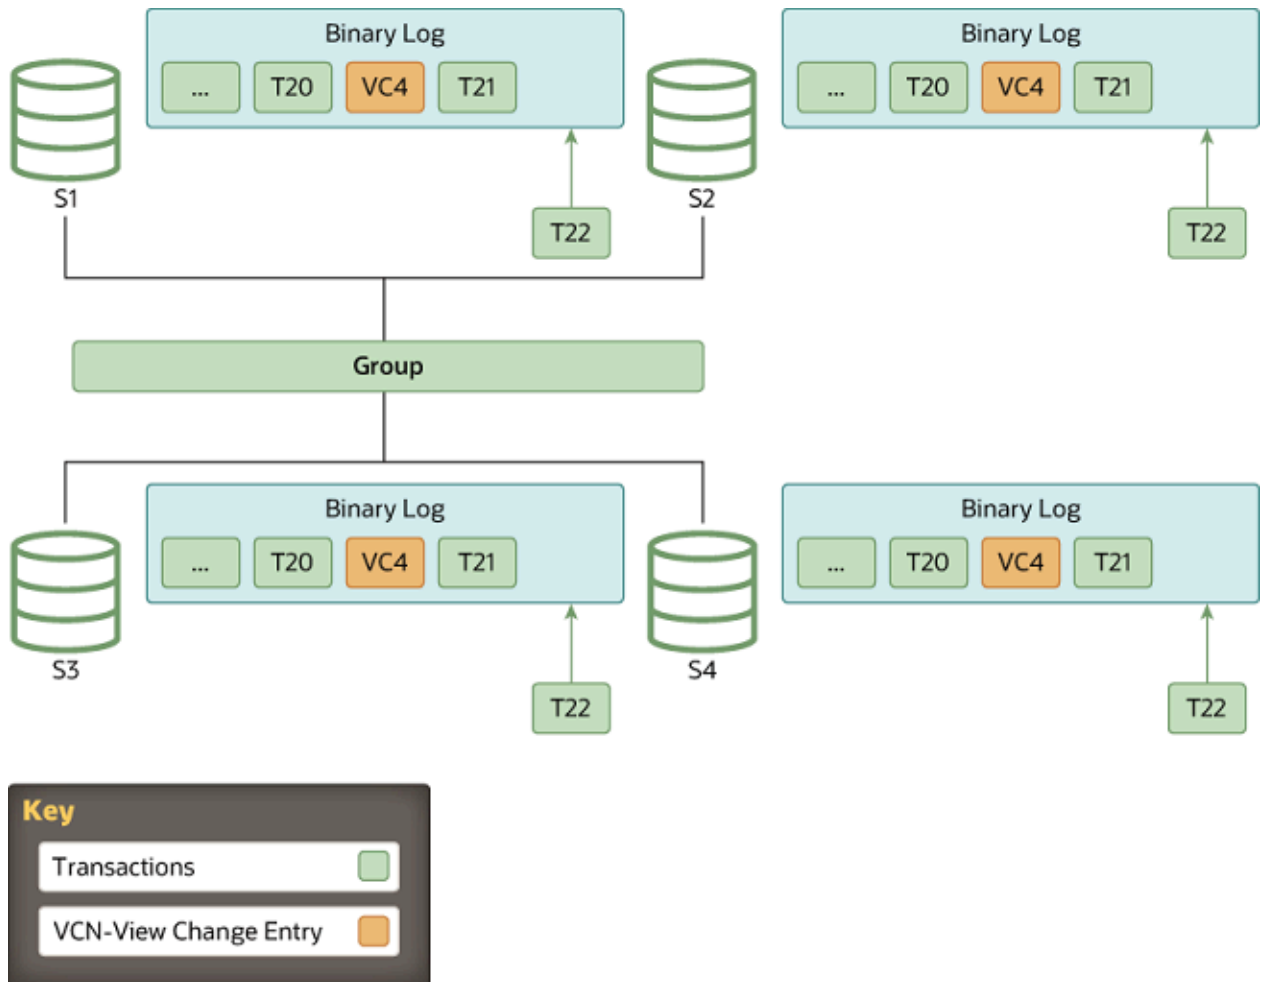 Binary Log
... T20 VC4 T21
S1
T22
Binary Log
... T20 VC4 T21
S2
T22
Group
Binary Log
... T20 VC4 T21
S3
T22
Binary Log
... T20 VC4 T21
S4
T22
Key
Transactions
VCN-View Change Entry